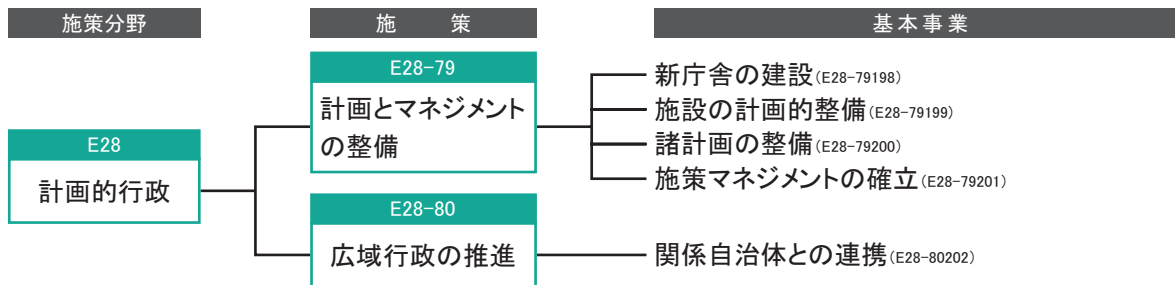 施策分野
施策
基本事業
E28
計画的行政
E28-79
計画とマネジメント
の整備
新庁舎の建設(E28-79198)
施設の計画的整備(E28-79199)
諸計画の整備(E28-79200)
施策マネジメントの確立(E28-79201)
E28-80
広域行政の推進
関係自治体との連携(E28-80202)